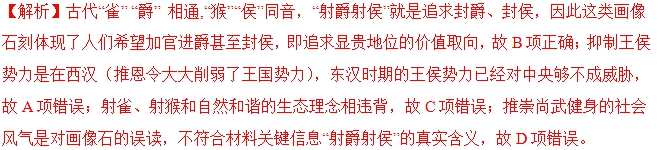 【解析】古代“雀” “爵” 相通,“猴”“侯”同音，“射爵射侯”就是追求封爵、封侯，因此这类画像
石刻体现了人们希望加官进爵甚至封侯，即追求显贵地位的价值取向，故 B 项正确；抑制王侯
势力是在西汉（推恩令大大削弱了王国势力），东汉时期的王侯势力已经对中央够不成威胁，
故 A 项错误；射雀、射猴和自然和谐的生态理念相违背，故 C 项错误；推崇尚武健身的社会
风气是对画像石的误读，不符合材料关键信息“射爵射侯”的真实含义，故 D 项错误。